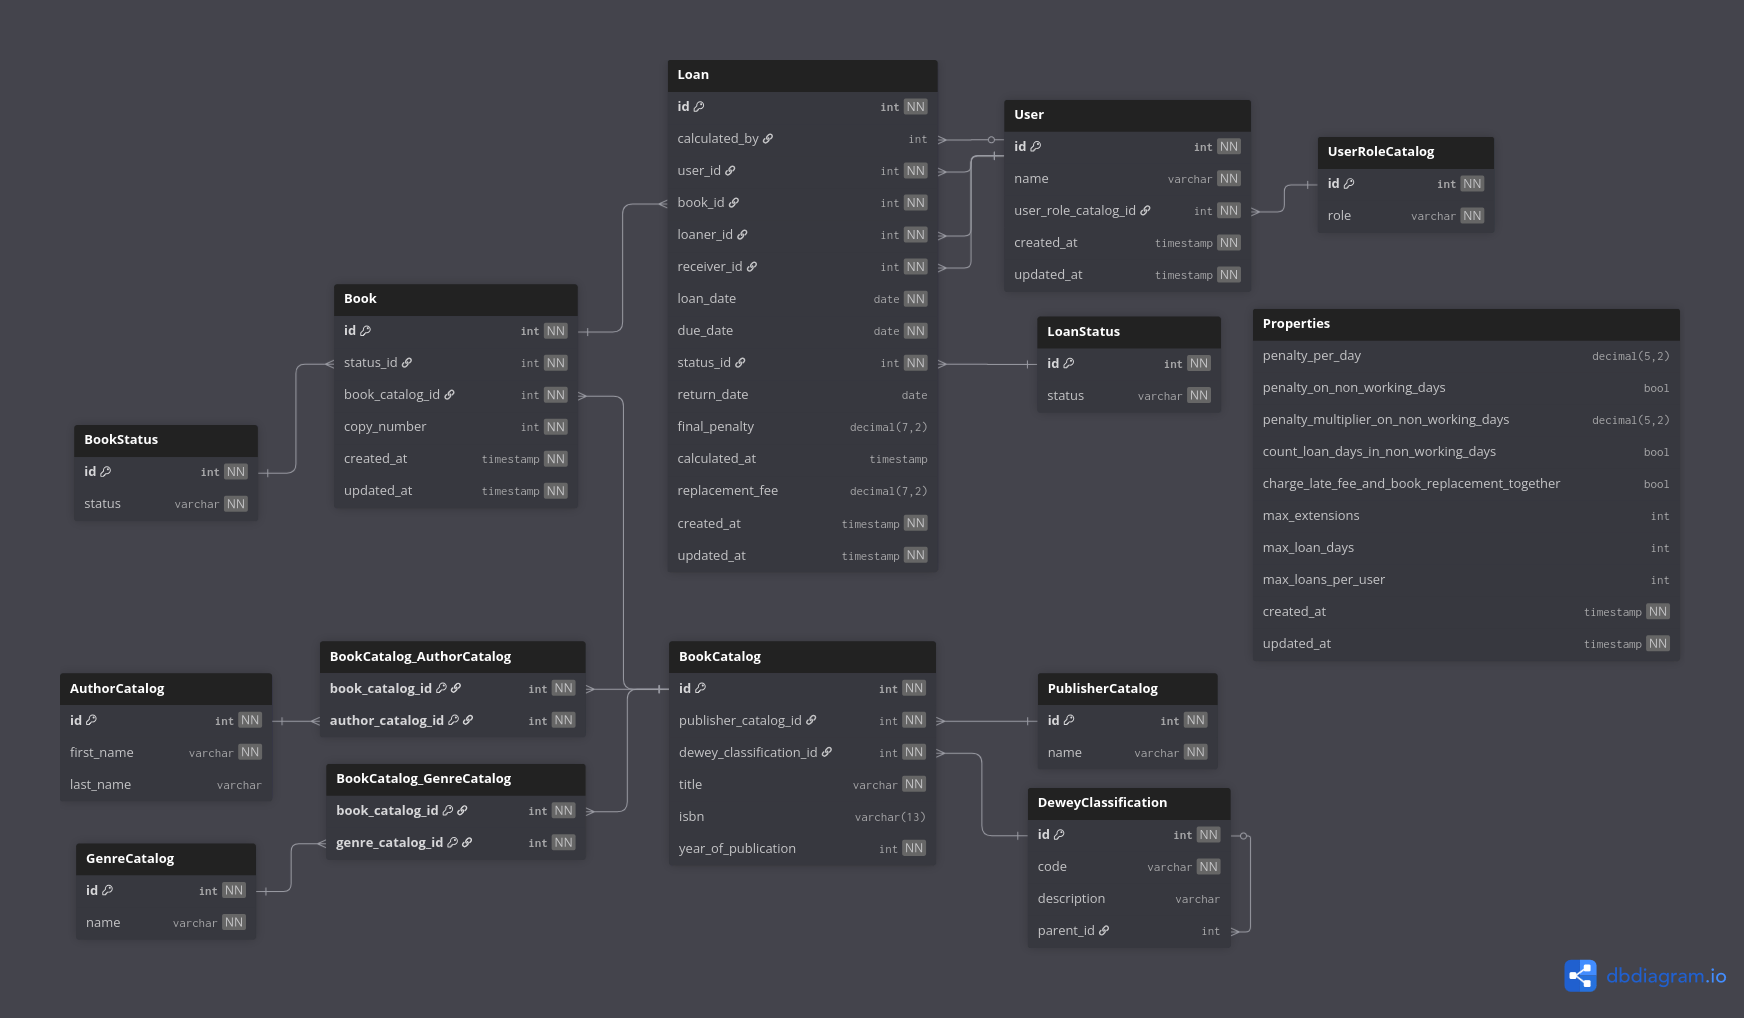 Loan
id int NN
calculated_by int
user_id int NN
book_id int NN
loaner_id int NN
receiver_id int NN
loan_date date NN
due_date date NN
status_id int NN
return_date date
final_penalty decimal(7,2)
calculated_at timestamp
replacement_fee decimal(7,2)
created_at timestamp NN
updated_at timestamp NN
User
id int NN
name varchar NN
user_role_catalog_id int NN
created_at timestamp NN
updated_at timestamp NN
UserRoleCatalog
id int NN
role varchar NN
Book
id int NN
status_id int NN
book_catalog_id int NN
copy_number int NN
created_at timestamp NN
updated_at timestamp NN
LoanStatus
id int NN
status varchar NN
Properties
penalty_per_day decimal(5,2)
penalty_on_non_working_days bool
penalty_multiplier_on_non_working_days decimal(5,2)
count_loan_days_in_non_working_days bool
charge_late_fee_and_book_replacement_together bool
max_extensions int
max_loan_days int
max_loans_per_user int
created_at timestamp NN
updated_at timestamp NN
BookStatus
id int NN
status varchar NN
BookCatalog_AuthorCatalog
book_catalog_id int NN
author_catalog_id int NN
BookCatalog
id int NN
publisher_catalog_id int NN
dewey_classification_id int NN
title varchar NN
isbn varchar(13)
year_of_publication int NN
AuthorCatalog
id int NN
first_name varchar NN
last_name varchar
PublisherCatalog
id int NN
name varchar NN
BookCatalog_GenreCatalog
book_catalog_id int NN
genre_catalog_id int NN
DeweyClassification
id int NN
code varchar NN
description varchar
parent_id int
GenreCatalog
id int NN
name varchar NN
dbdiagram.io